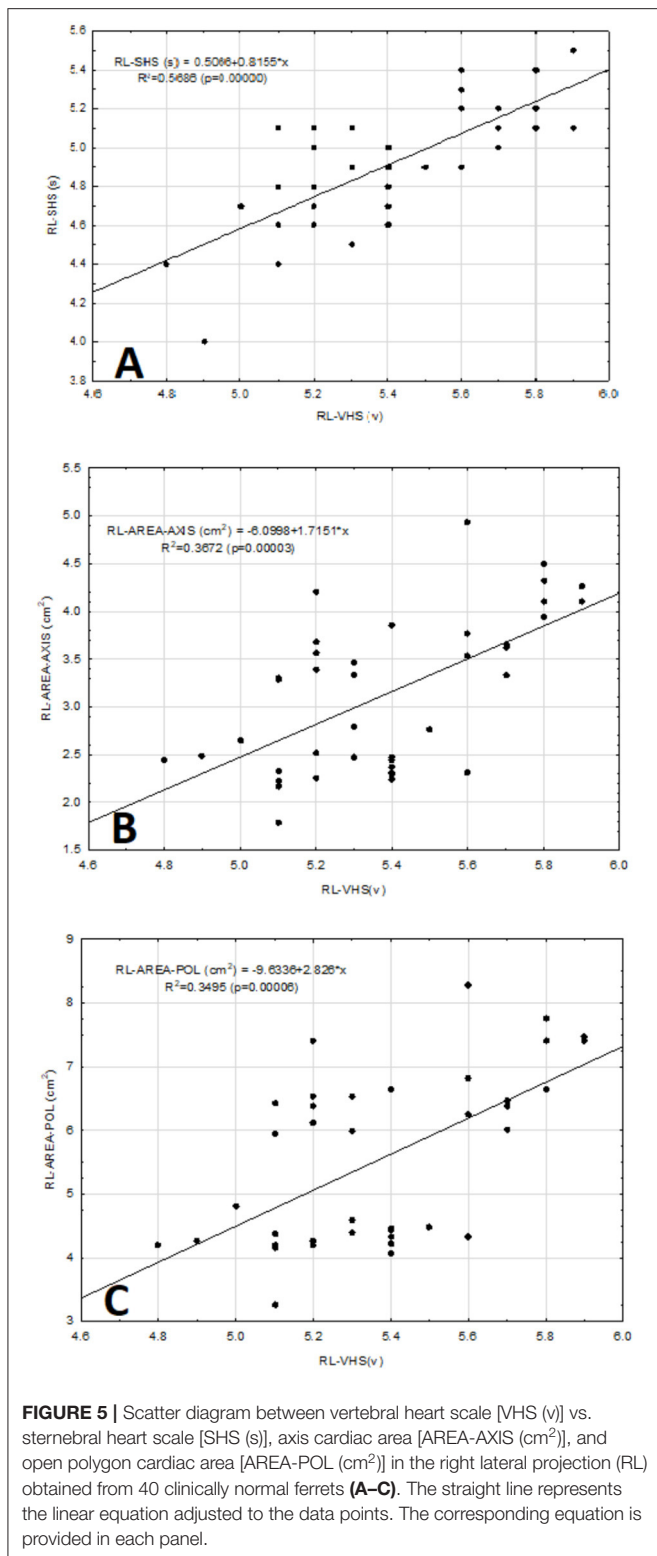 RL-SHS (s) = 0.5066+0.8155*x
R²=0.5686 (p=0.00000)
5.6
5.4
5.2
5.0
4.8
4.6
4.4
4.2
4.0
3.8
RL-SHS (s)
A
4.6 4.8 5.0 5.2 5.4 5.6 5.8 6.0
RL-VHS (v)
RL-AREA-AXIS (cm²) = -6.0998+1.7151*x
R²=0.3672 (p=0.00003)
5.5
5.0
4.5
4.0
3.5
3.0
2.5
2.0
1.5
RL-AREA-AXIS (cm²)
B
4.6 4.8 5.0 5.2 5.4 5.6 5.8 6.0
RL-VHS(v)
RL-AREA-POL (cm²) = -9.6336+2.826*x
R²=0.3495 (p=0.00006)
9
8
7
6
5
4
3
RL-AREA-POL (cm²)
C
4.6 4.8 5.0 5.2 5.4 5.6 5.8 6.0
RL-VHS(v)
FIGURE 5 | Scatter diagram between vertebral heart scale [VHS (v)] vs.
sternebral heart scale [SHS (s)], axis cardiac area [AREA-AXIS (cm²)], and
open polygon cardiac area [AREA-POL (cm²)] in the right lateral projection (RL)
obtained from 40 clinically normal ferrets (A–C). The straight line represents
the linear equation adjusted to the data points. The corresponding equation is
provided in each panel.